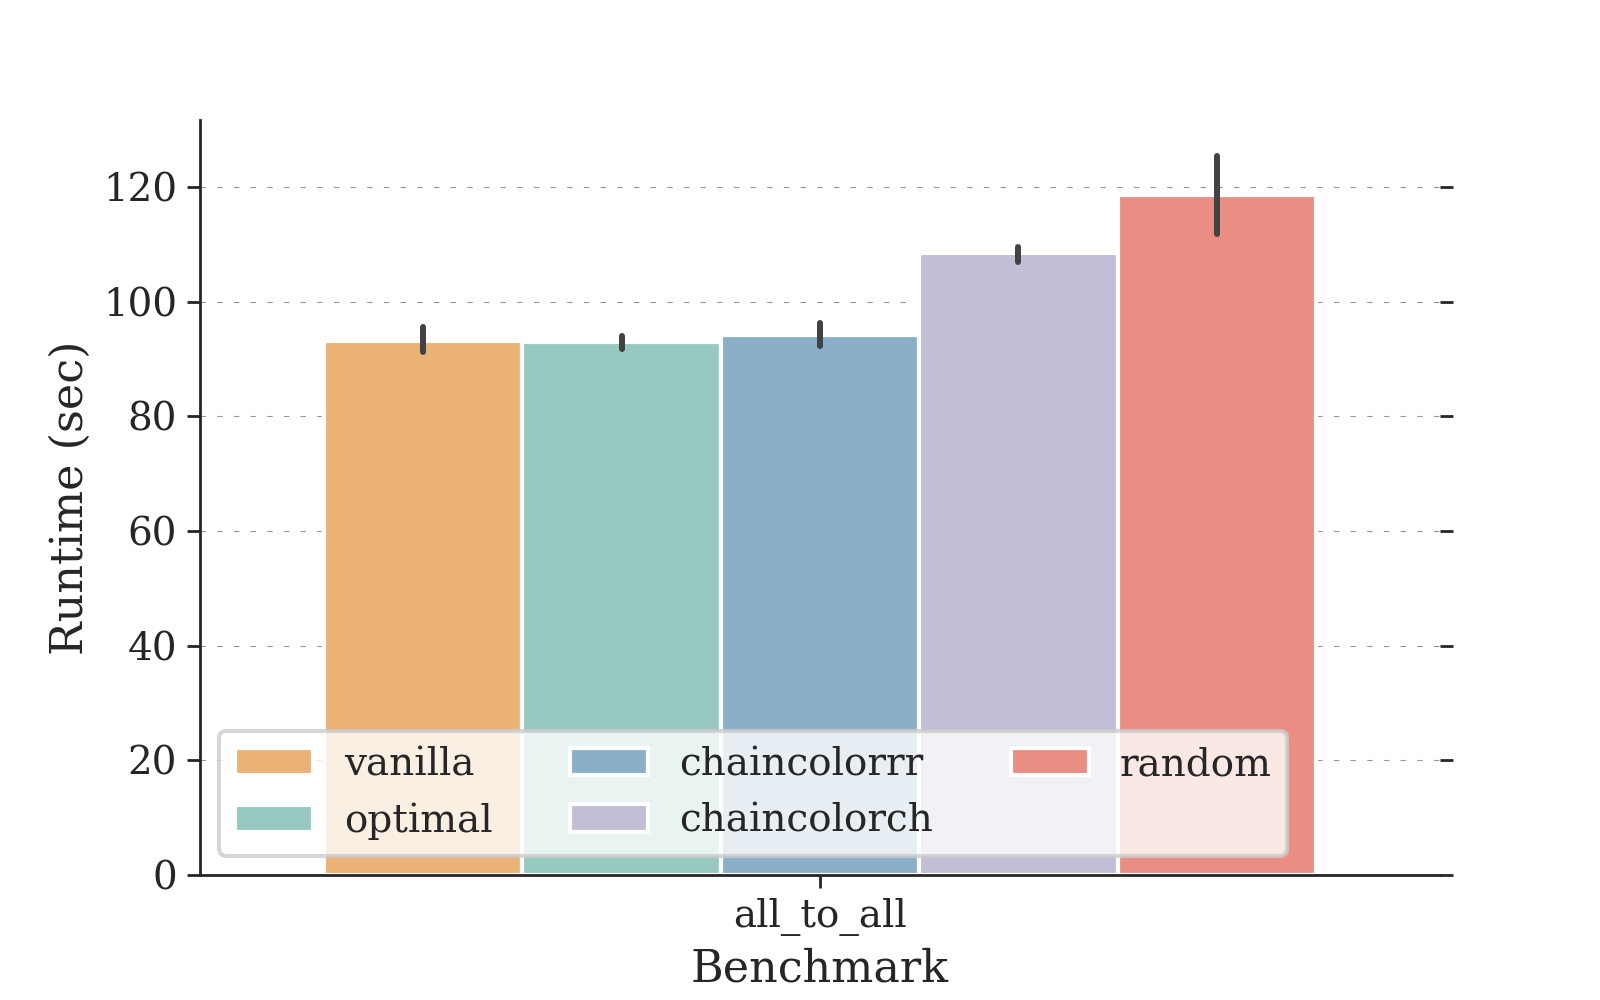 120
100
80
60
40
20
0
Runtime (sec)
vanilla
optimal
chaincolorrr
chaincolorch
random
all_to_all
Benchmark